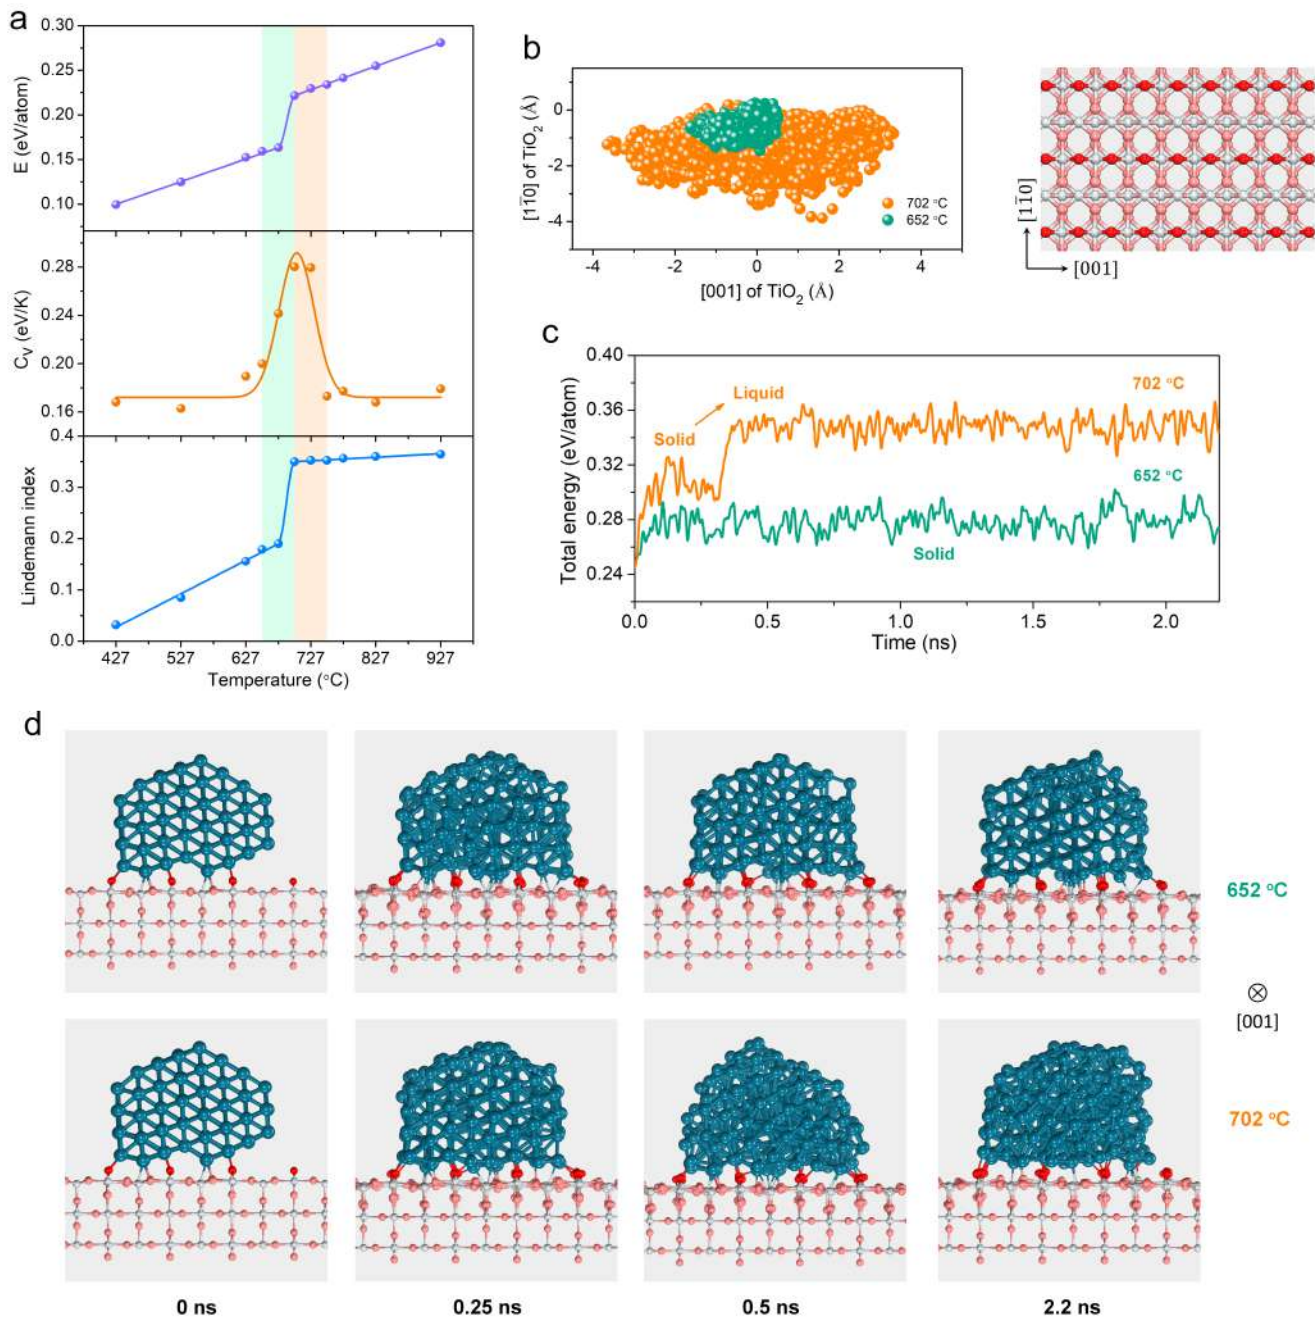 a
E (eV/atom)
0.30
0.25
0.20
0.15
0.10
C_V (eV/K)
0.28
0.24
0.20
0.16
Lindemann index
0.4
0.3
0.2
0.1
0.0
427 527 627 727 827 927
Temperature (°C)
b
[11̄0] of TiO₂ (Å)
0
-2
-4
702 °C
652 °C
-4 -2 0 2 4
[001] of TiO₂ (Å)
[11̄0]
[001]
c
Total energy (eV/atom)
0.40
0.36
0.32
0.28
0.24
Solid
Liquid
702 °C
652 °C
Solid
0.0 0.5 1.0 1.5 2.0
Time (ns)
d
652 °C
[001]
702 °C
0 ns 0.25 ns 0.5 ns 2.2 ns